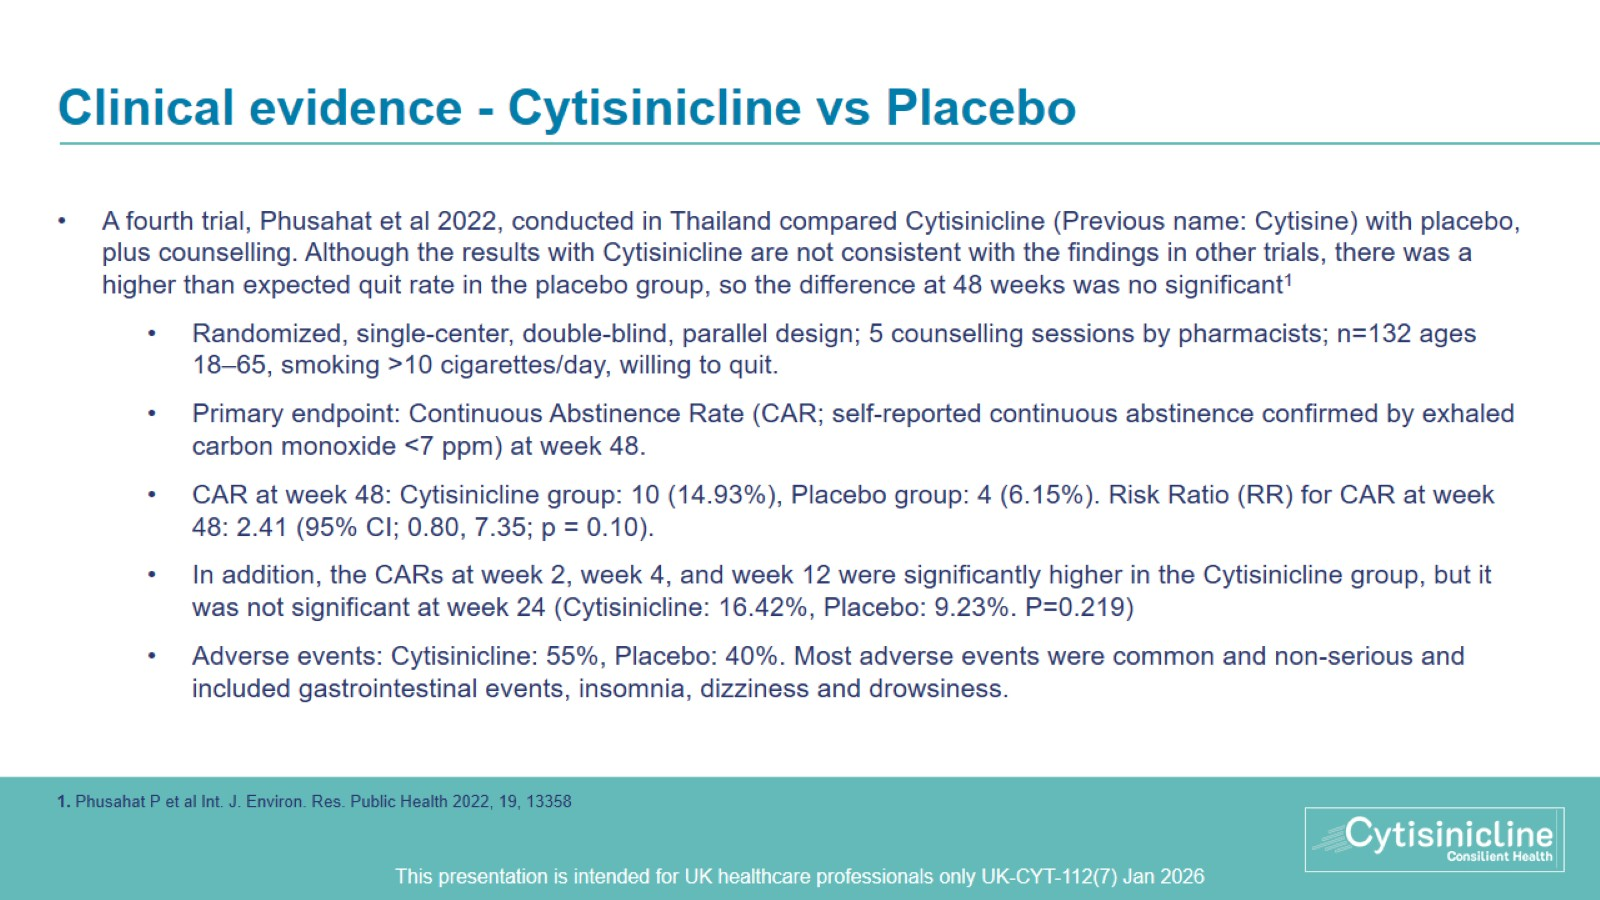 Clinical evidence - Cytisinicline vs Placebo
• A fourth trial, Phusahat et al 2022, conducted in Thailand compared Cytisinicline (Previous name: Cytisine) with placebo,
plus counselling. Although the results with Cytisinicline are not consistent with the findings in other trials, there was a
higher than expected quit rate in the placebo group, so the difference at 48 weeks was no significant¹
• Randomized, single-center, double-blind, parallel design; 5 counselling sessions by pharmacists; n=132 ages
18–65, smoking >10 cigarettes/day, willing to quit.
• Primary endpoint: Continuous Abstinence Rate (CAR; self-reported continuous abstinence confirmed by exhaled
carbon monoxide <7 ppm) at week 48.
• CAR at week 48: Cytisinicline group: 10 (14.93%), Placebo group: 4 (6.15%). Risk Ratio (RR) for CAR at week
48: 2.41 (95% CI; 0.80, 7.35; p = 0.10).
• In addition, the CARs at week 2, week 4, and week 12 were significantly higher in the Cytisinicline group, but it
was not significant at week 24 (Cytisinicline: 16.42%, Placebo: 9.23%. P=0.219)
• Adverse events: Cytisinicline: 55%, Placebo: 40%. Most adverse events were common and non-serious and
included gastrointestinal events, insomnia, dizziness and drowsiness.
1. Phusahat P et al Int. J. Environ. Res. Public Health 2022, 19, 13358
Cytisinicline
Consilient Health
This presentation is intended for UK healthcare professionals only UK-CYT-112(7) Jan 2026